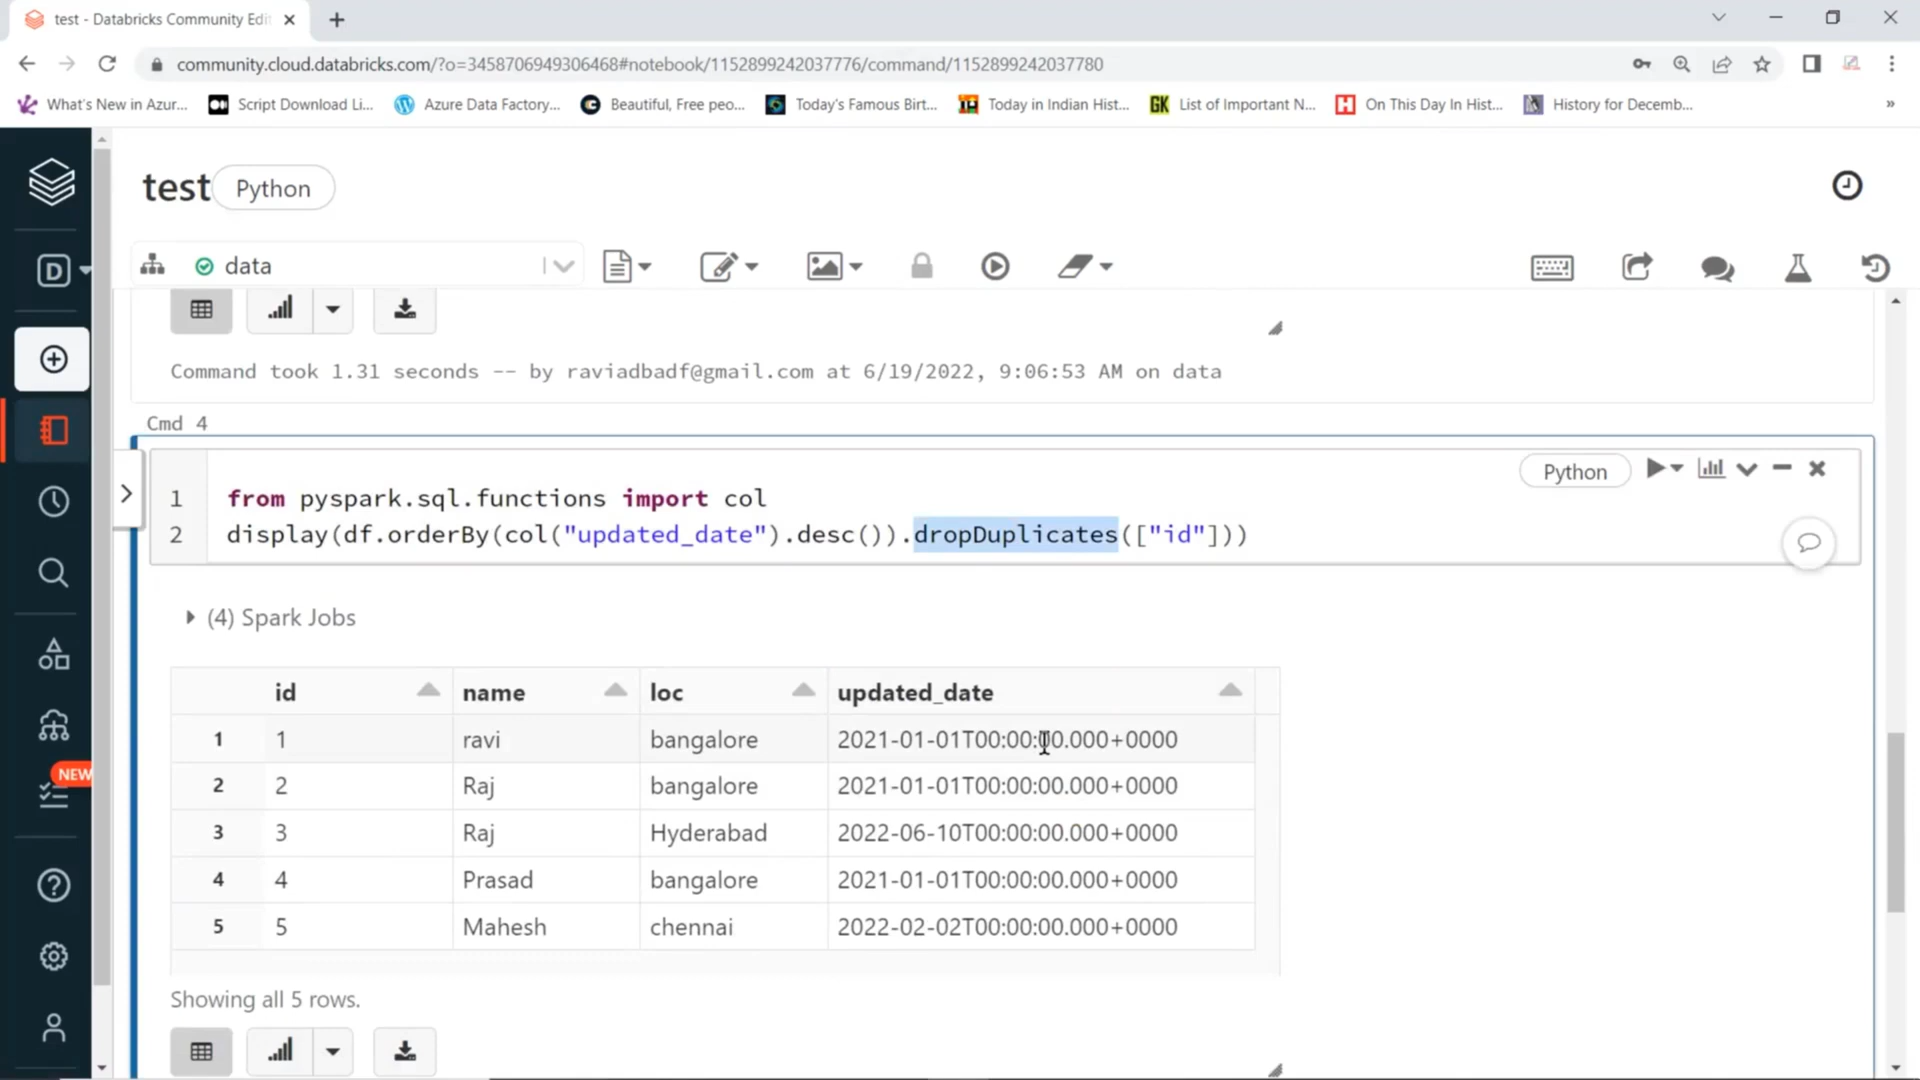 test - Databricks Community Edi
community.cloud.databricks.com/?o=3458706949306468#notebook/1152899242037776/command/1152899242037780
What's New in Azur... Script Download Li... Azure Data Factory... Beautiful, Free peo... Today's Famous Birt... Today in Indian Hist... GK List of Important N... H On This Day In Hist... History for Decemb... »
test Python
D data
Command took 1.31 seconds -- by raviadbadf@gmail.com at 6/19/2022, 9:06:53 AM on data
Cmd 4
Python
1 from pyspark.sql.functions import col
2 display(df.orderBy(col("updated_date").desc()).dropDuplicates(["id"]))
(4) Spark Jobs
id name loc updated_date
1 1 ravi bangalore 2021-01-01T00:00:00.000+0000
2 2 Raj bangalore 2021-01-01T00:00:00.000+0000
3 3 Raj Hyderabad 2022-06-10T00:00:00.000+0000
4 4 Prasad bangalore 2021-01-01T00:00:00.000+0000
5 5 Mahesh chennai 2022-02-02T00:00:00.000+0000
NEW
Showing all 5 rows.